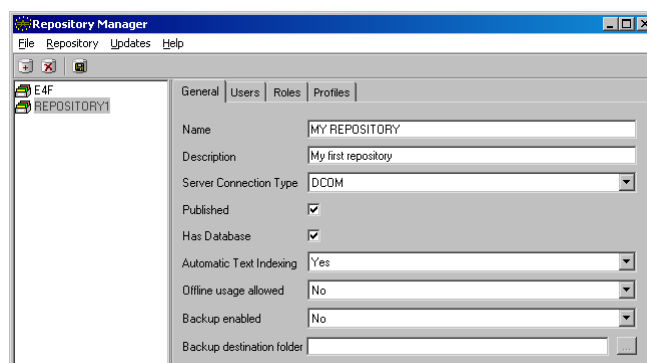 Repository Manager
File Repository Updates Help
E4F
REPOSITORY1
General Users Roles Profiles
Name MY REPOSITORY
Description My first repository
Server Connection Type DCOM
Published
Has Database
Automatic Text Indexing Yes
Offline usage allowed No
Backup enabled No
Backup destination folder ...